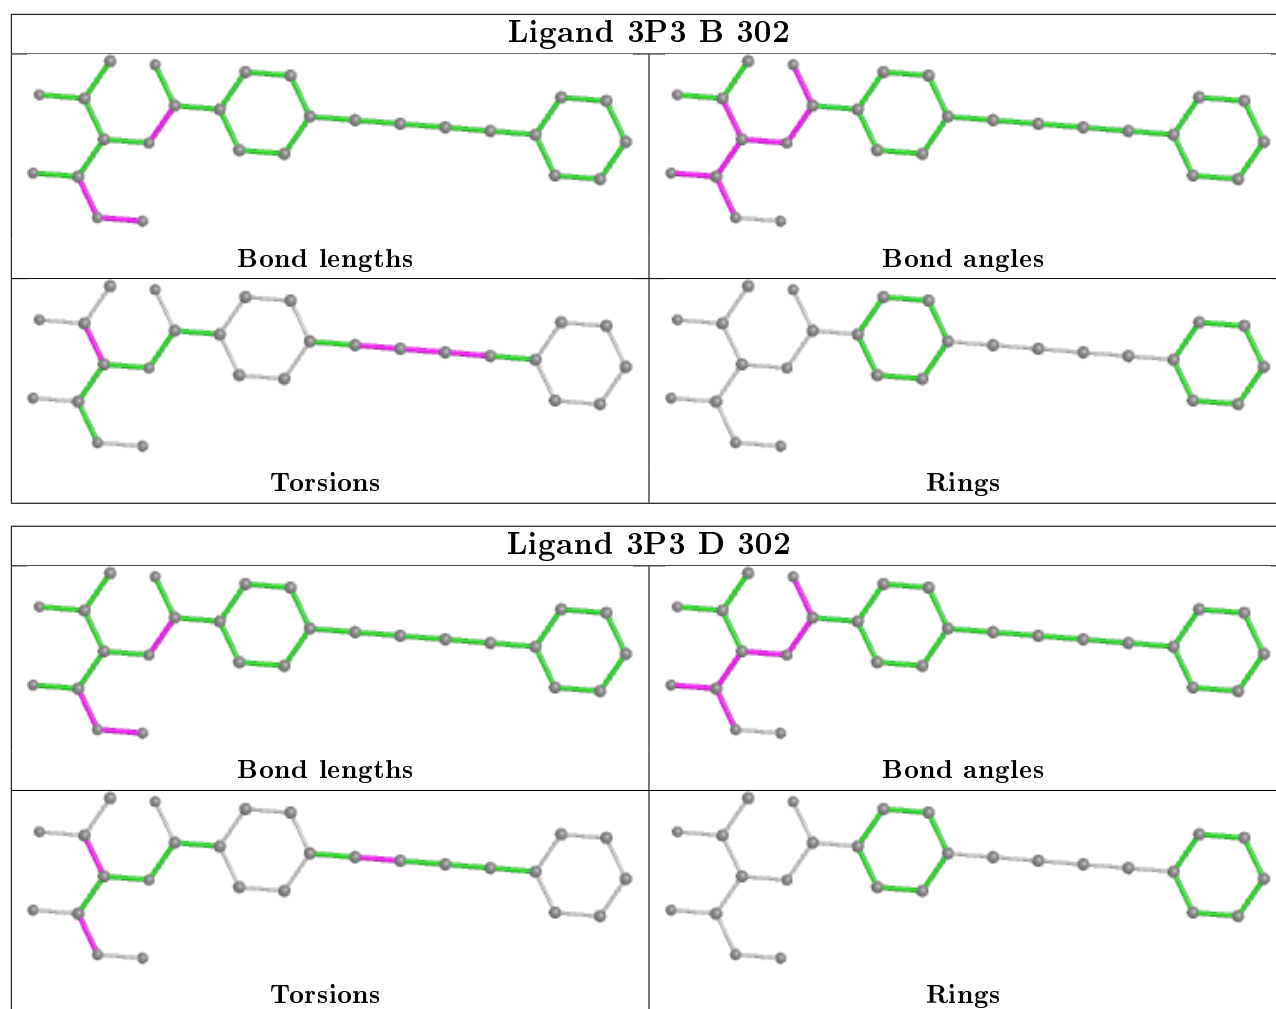 Ligand 3P3 B 302
Bond lengths
Bond angles
Torsions
Rings
Ligand 3P3 D 302
Bond lengths
Bond angles
Torsions
Rings